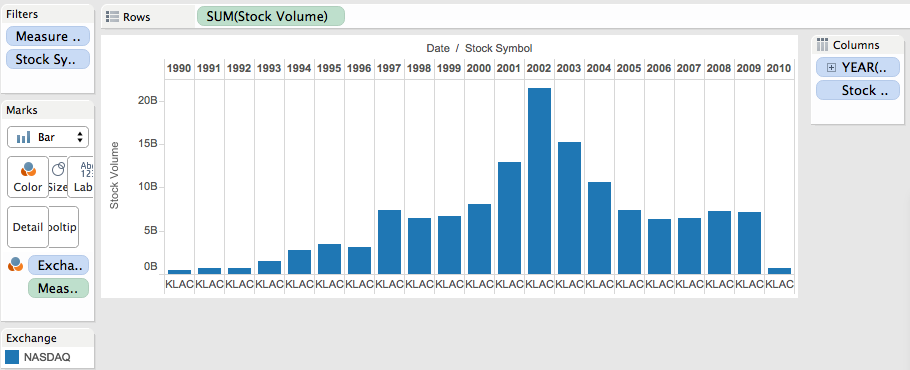 Filters
Measure ..
Stock Sy..
Marks
Bar
Color
Size
Lab
Abc
123
Detail
ooltip
Excha..
Meas..
Exchange
NASDAQ
Rows
SUM(Stock Volume)
Date / Stock Symbol
1990 1991 1992 1993 1994 1995 1996 1997 1998 1999 2000 2001 2002 2003 2004 2005 2006 2007 2008 2009 2010
Stock Volume
20B
15B
10B
5B
0B
KLAC KLAC KLAC KLAC KLAC KLAC KLAC KLAC KLAC KLAC KLAC KLAC KLAC KLAC KLAC KLAC KLAC KLAC KLAC KLAC KLAC
Columns
YEAR(..
Stock ..